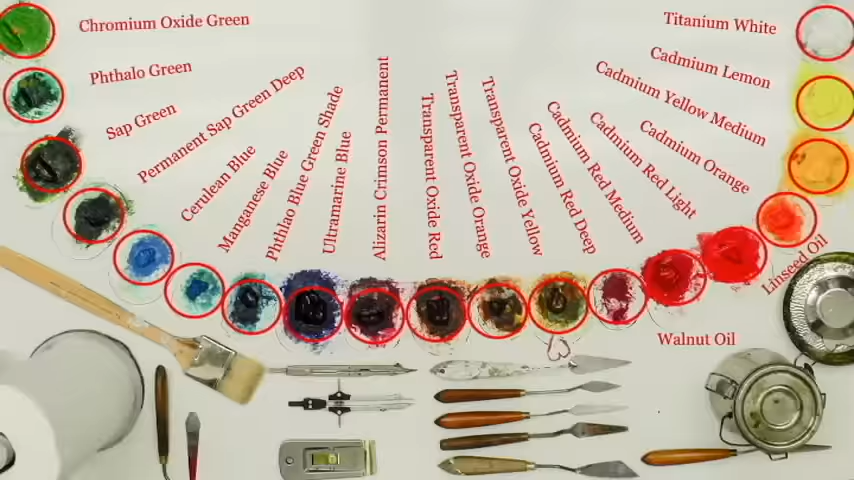 Chromium Oxide Green
Phthalo Green
Sap Green
Permanent Sap Green Deep
Cerulean Blue
Manganese Blue
Phthlao Blue Green Shade
Ultramarine Blue
Alizarin Crimson Permanent
Transparent Oxide Red
Transparent Oxide Orange
Transparent Oxide Yellow
Cadmium Red Deep
Cadmium Red Medium
Cadmium Red Light
Cadmium Orange
Cadmium Yellow Medium
Cadmium Lemon
Titanium White
Linseed Oil
Walnut Oil